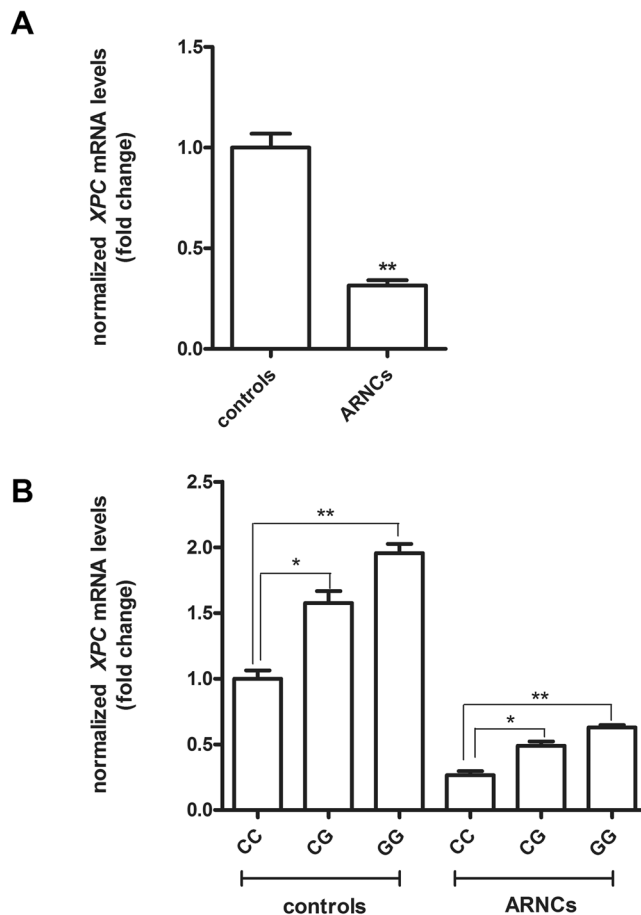 A
normalized XPC mRNA levels
(fold change)
1.5
1.0
0.5
0.0
**
controls
ARNCs
B
normalized XPC mRNA levels
(fold change)
2.5
2.0
1.5
1.0
0.5
0.0
**
*
**
*
CC
CG
GG
CC
CG
GG
controls
ARNCs